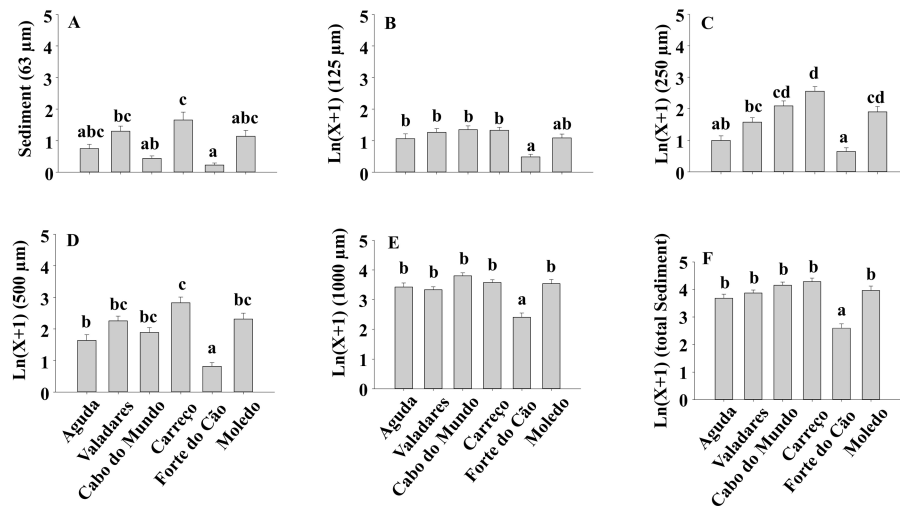 A
Sediment (63 µm)
5
4
3
2
1
0
abc
bc
ab
c
a
abc
B
Ln(X+1) (125 µm)
5
4
3
2
1
0
b
b
b
b
a
ab
C
Ln(X+1) (250 µm)
5
4
3
2
1
0
ab
bc
cd
d
a
cd
D
Ln(X+1) (500 µm)
5
4
3
2
1
0
b
bc
bc
c
a
bc
Aguda
Valadares
Cabo do Mundo
Carreço
Forte do Cão
Moledo
E
Ln(X+1) (1000 µm)
5
4
3
2
1
0
b
b
b
b
a
b
Aguda
Valadares
Cabo do Mundo
Carreço
Forte do Cão
Moledo
F
Ln(X+1) (total Sediment)
5
4
3
2
1
0
b
b
b
b
a
b
Aguda
Valadares
Cabo do Mundo
Carreço
Forte do Cão
Moledo